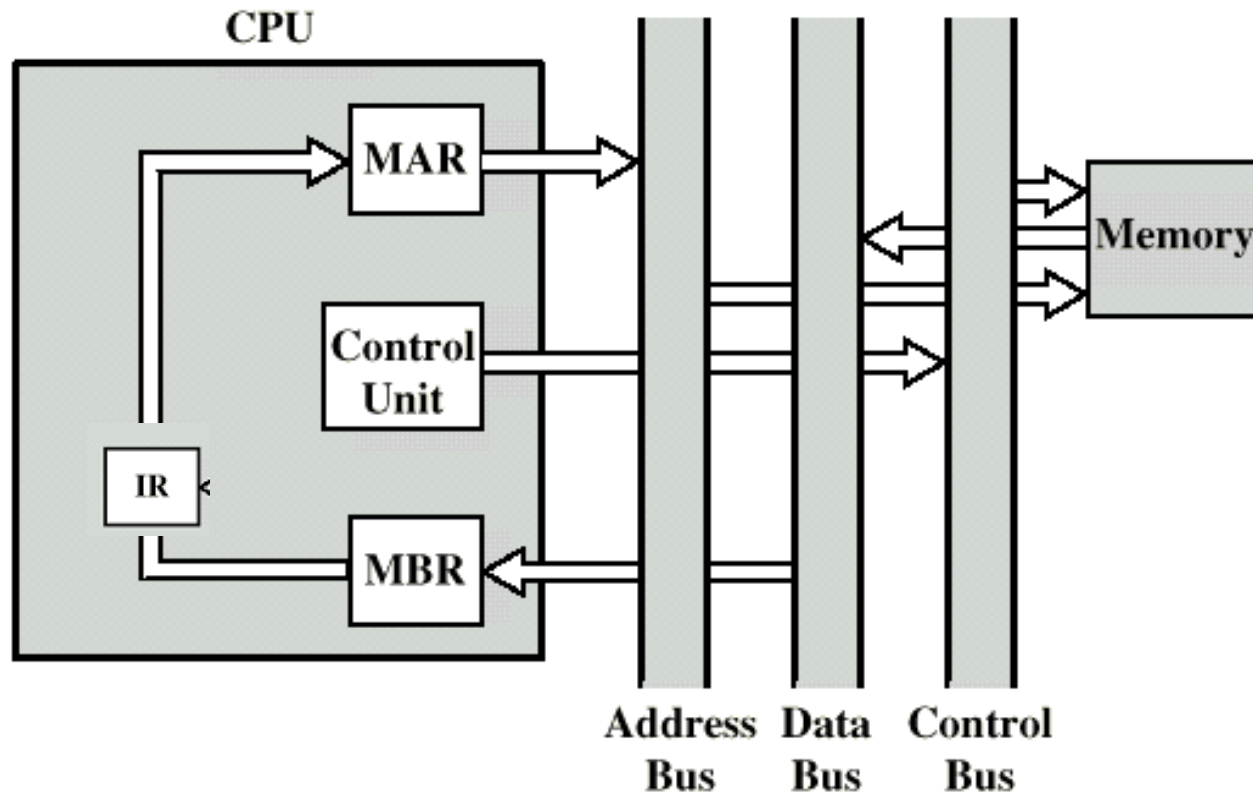 CPU
MAR
Memory
Control
Unit
IR
MBR
Address
Bus
Data
Bus
Control
Bus